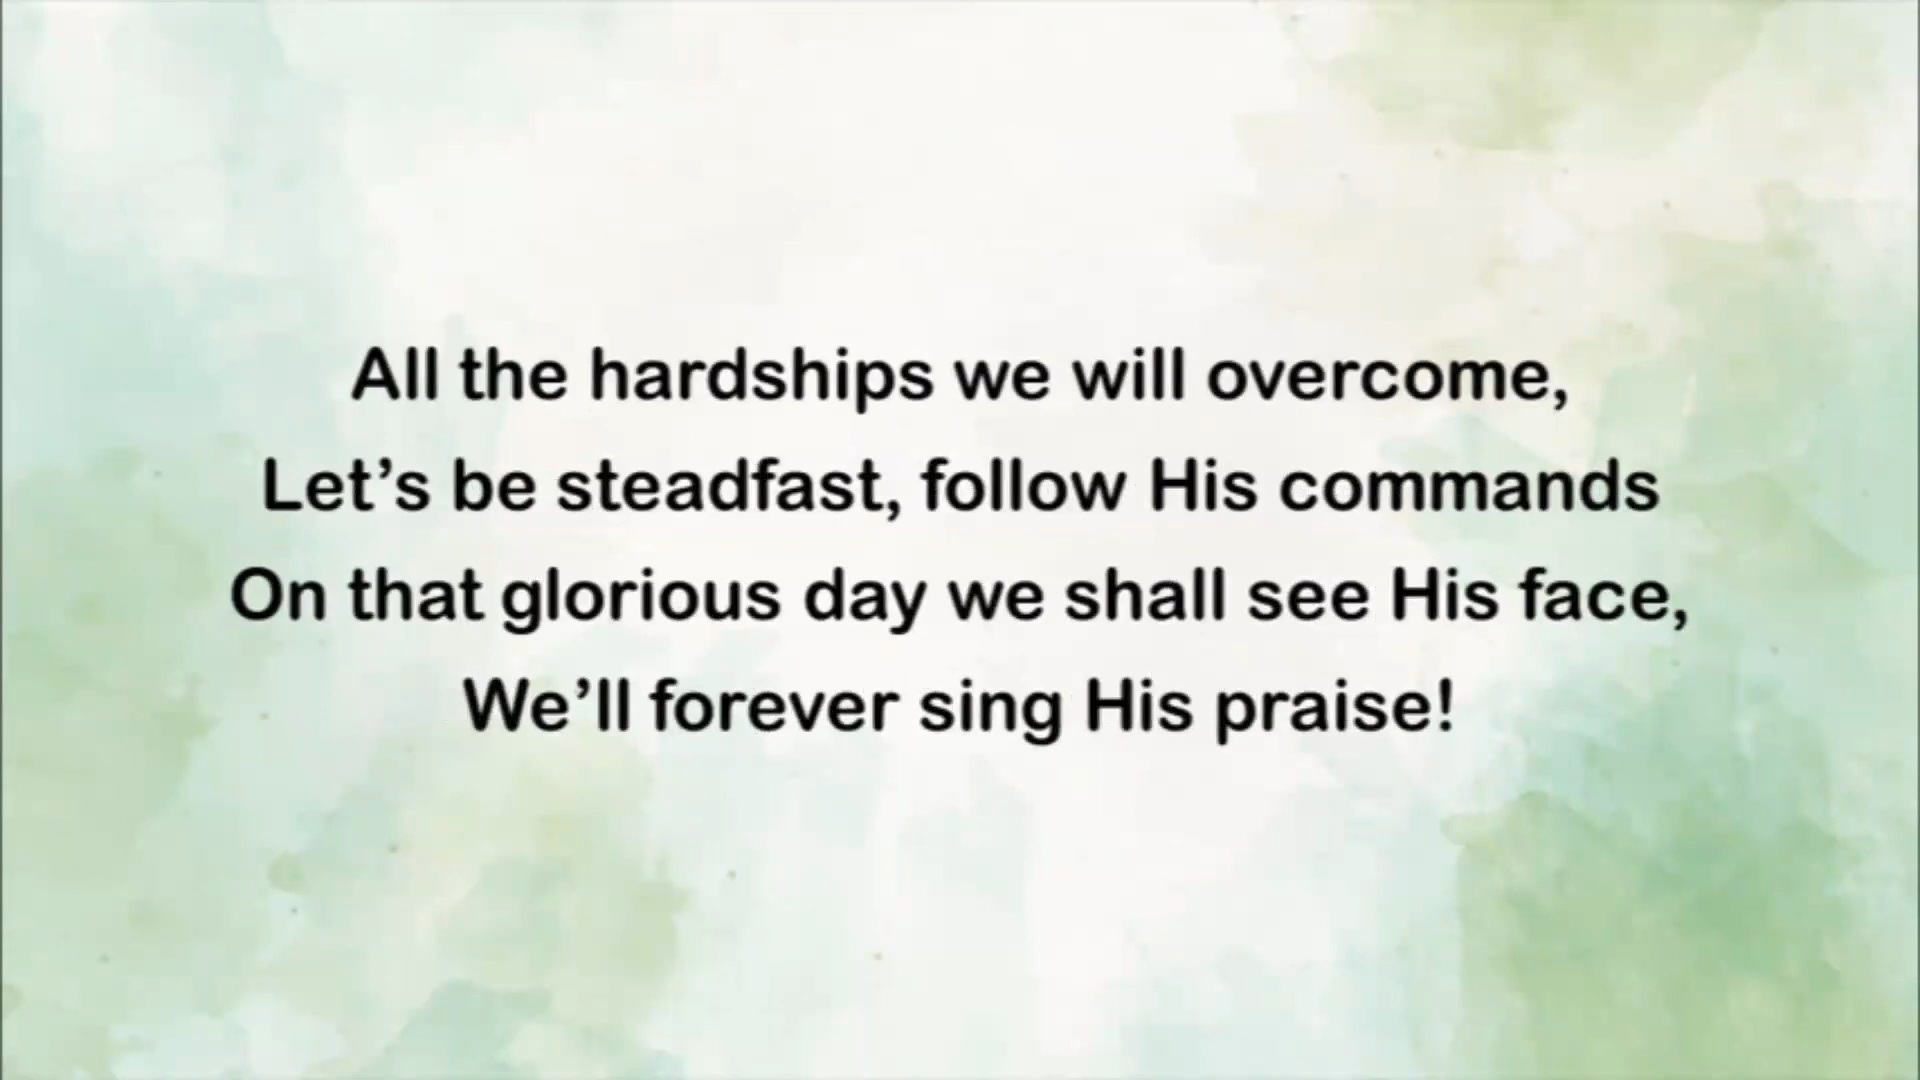 All the hardships we will overcome,
Let’s be steadfast, follow His commands
On that glorious day we shall see His face,
We’ll forever sing His praise!